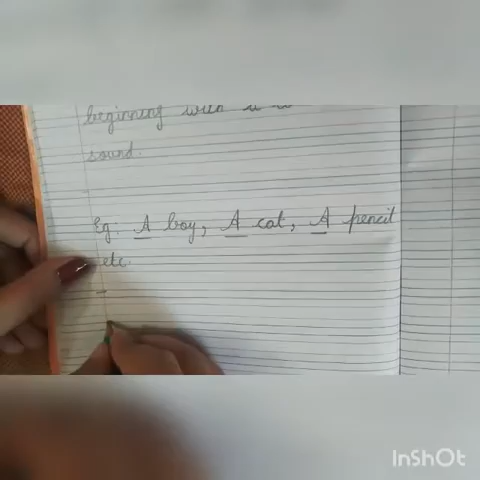 beginning with a
sound.
Eg: A boy, A cat, A pencil
etc.
InShOt